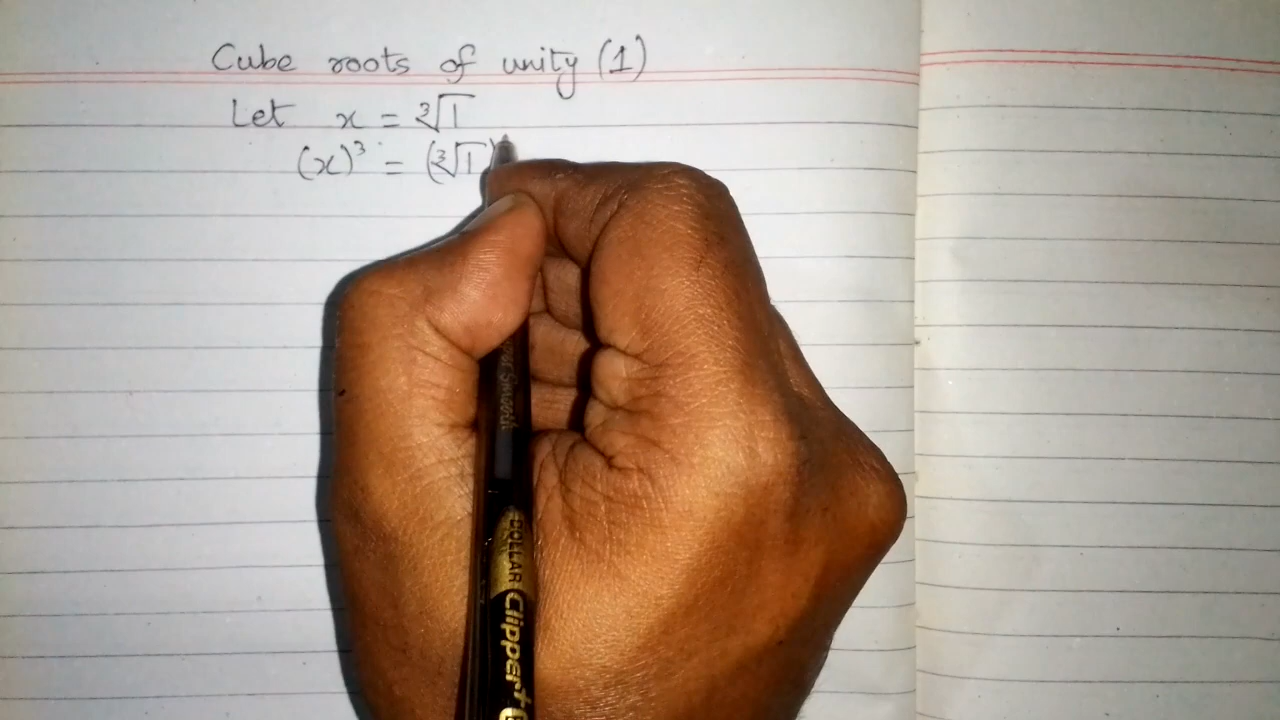 Cube roots of unity (1)
Let x = ∛1
(x)³ = (∛1)
DOLLAR Clipper+